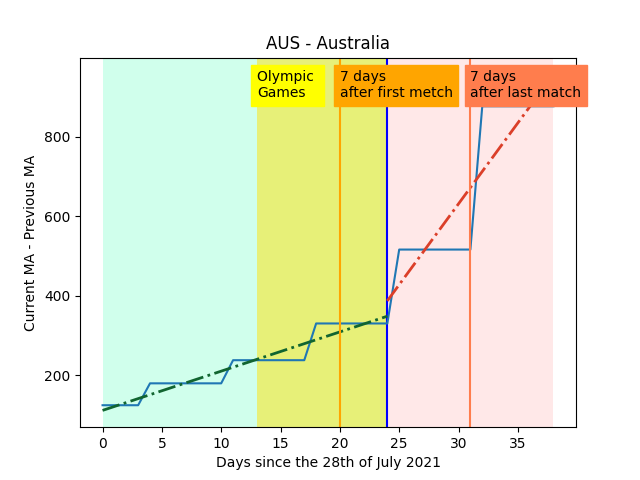 AUS - Australia
Olympic
Games
7 days
after first metch
7 days
after last match
Current MA - Previous MA
800
600
400
200
0 5 10 15 20 25 30 35
Days since the 28th of July 2021